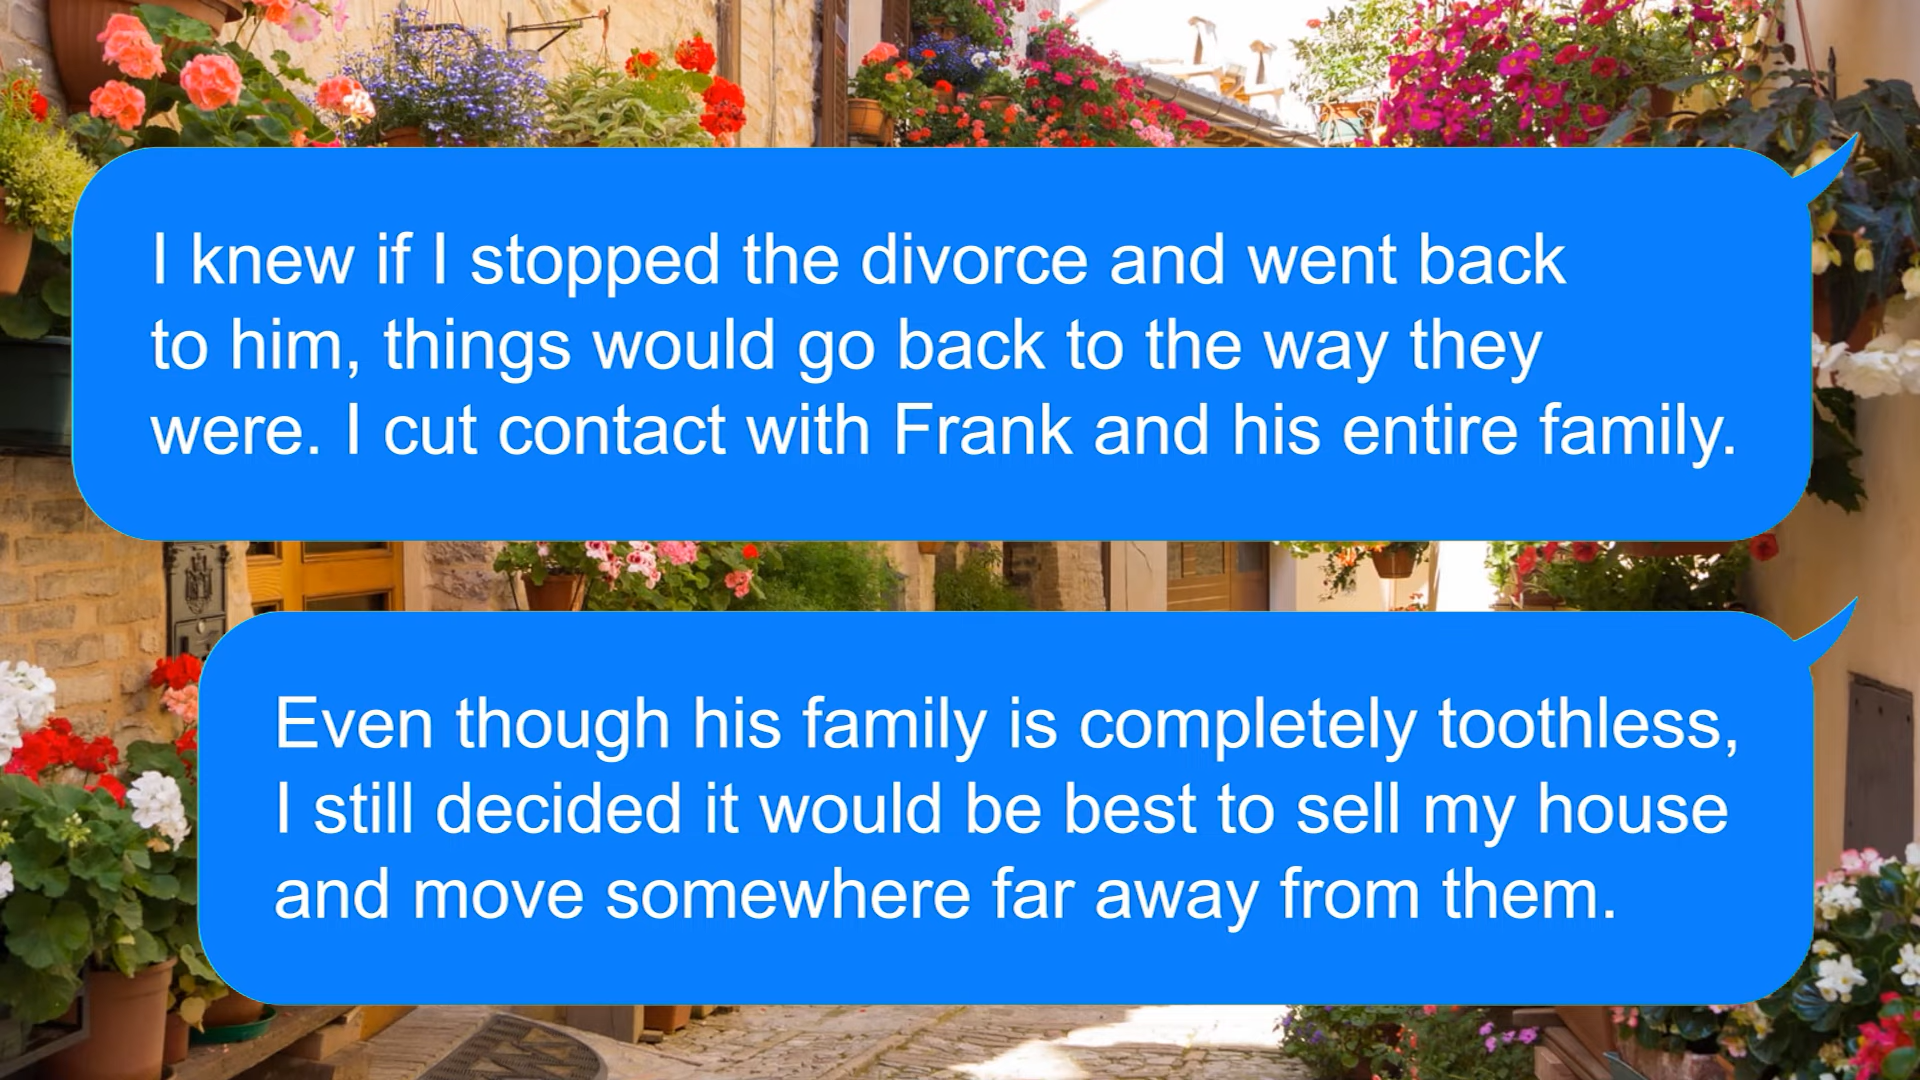 I knew if I stopped the divorce and went back
to him, things would go back to the way they
were. I cut contact with Frank and his entire family.
Even though his family is completely toothless,
I still decided it would be best to sell my house
and move somewhere far away from them.